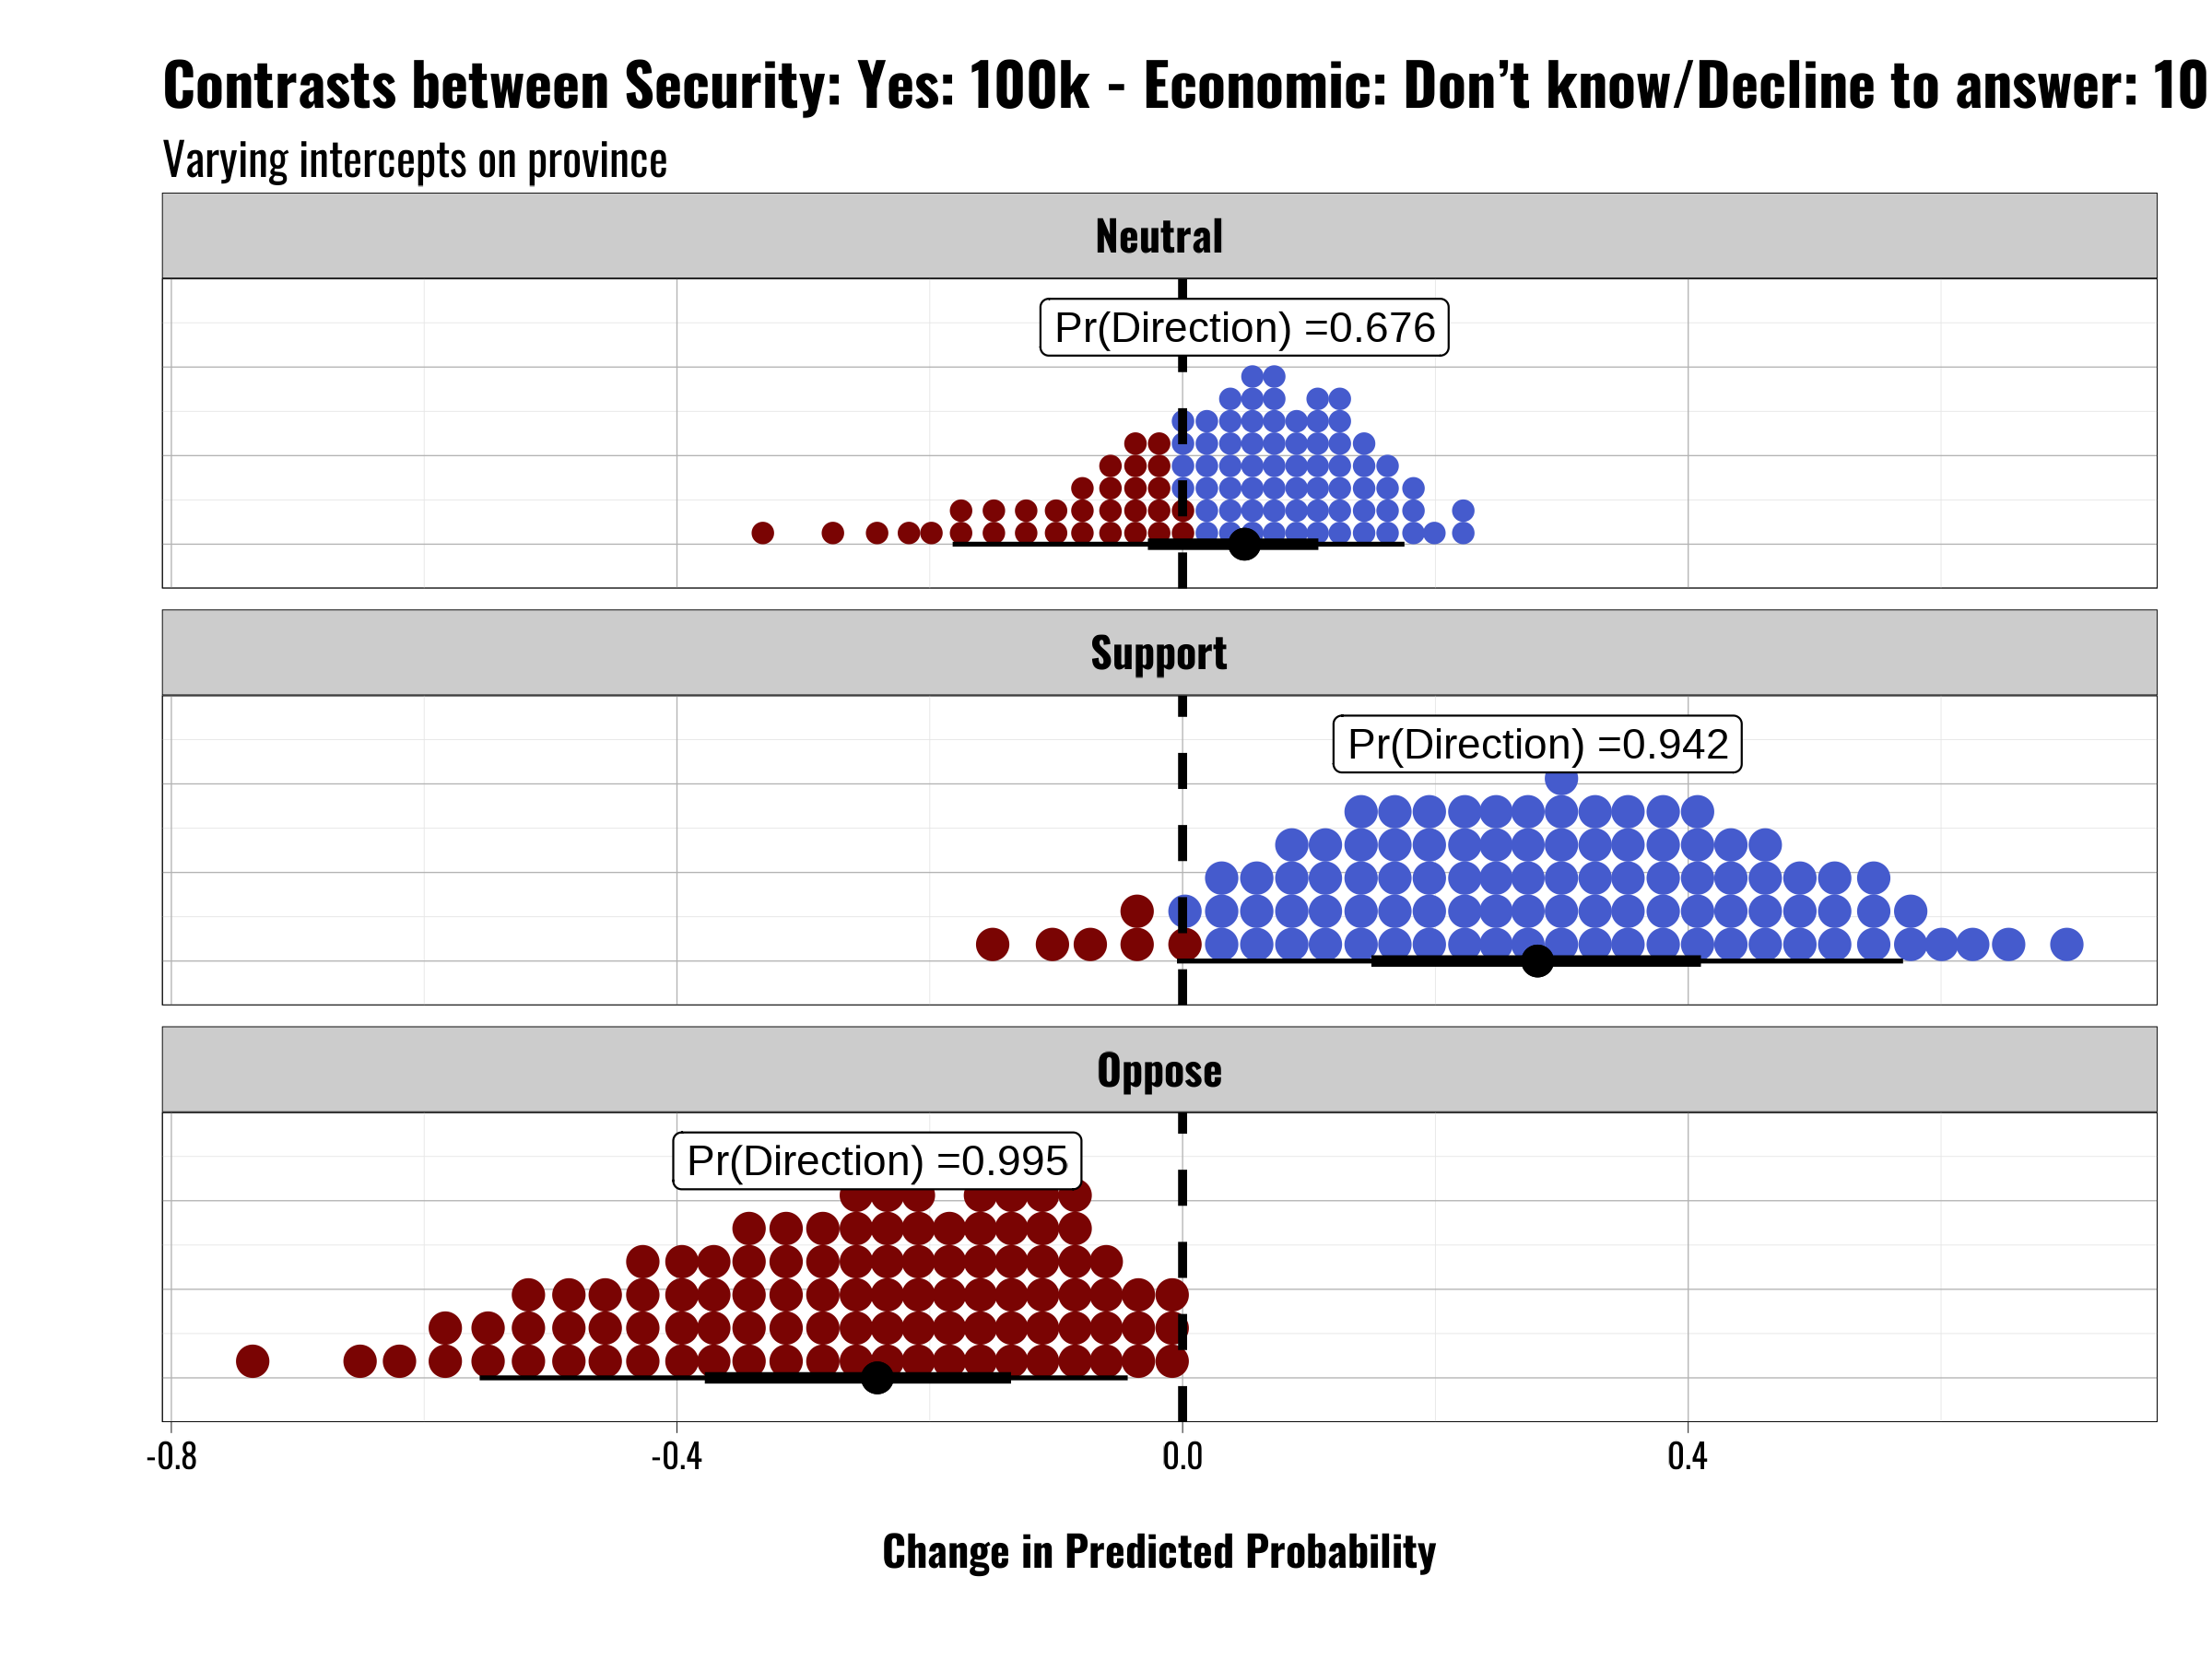 Contrasts between Security: Yes: 100k - Economic: Don’t know/Decline to answer: 10
Varying intercepts on province
Neutral
Pr(Direction) =0.676
Support
Pr(Direction) =0.942
Oppose
Pr(Direction) =0.995
-0.8 -0.4 0.0 0.4
Change in Predicted Probability